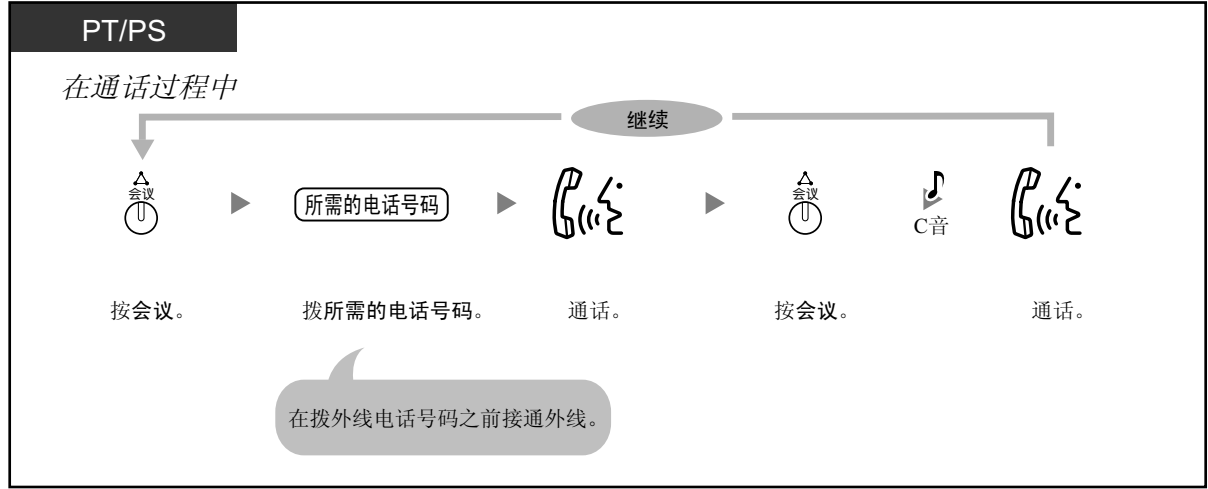 PT/PS
在通话过程中
继续
会议
所需的电话号码
会议
C音
按会议。
拨所需的电话号码。
通话。
按会议。
通话。
在拨外线电话号码之前接通外线。